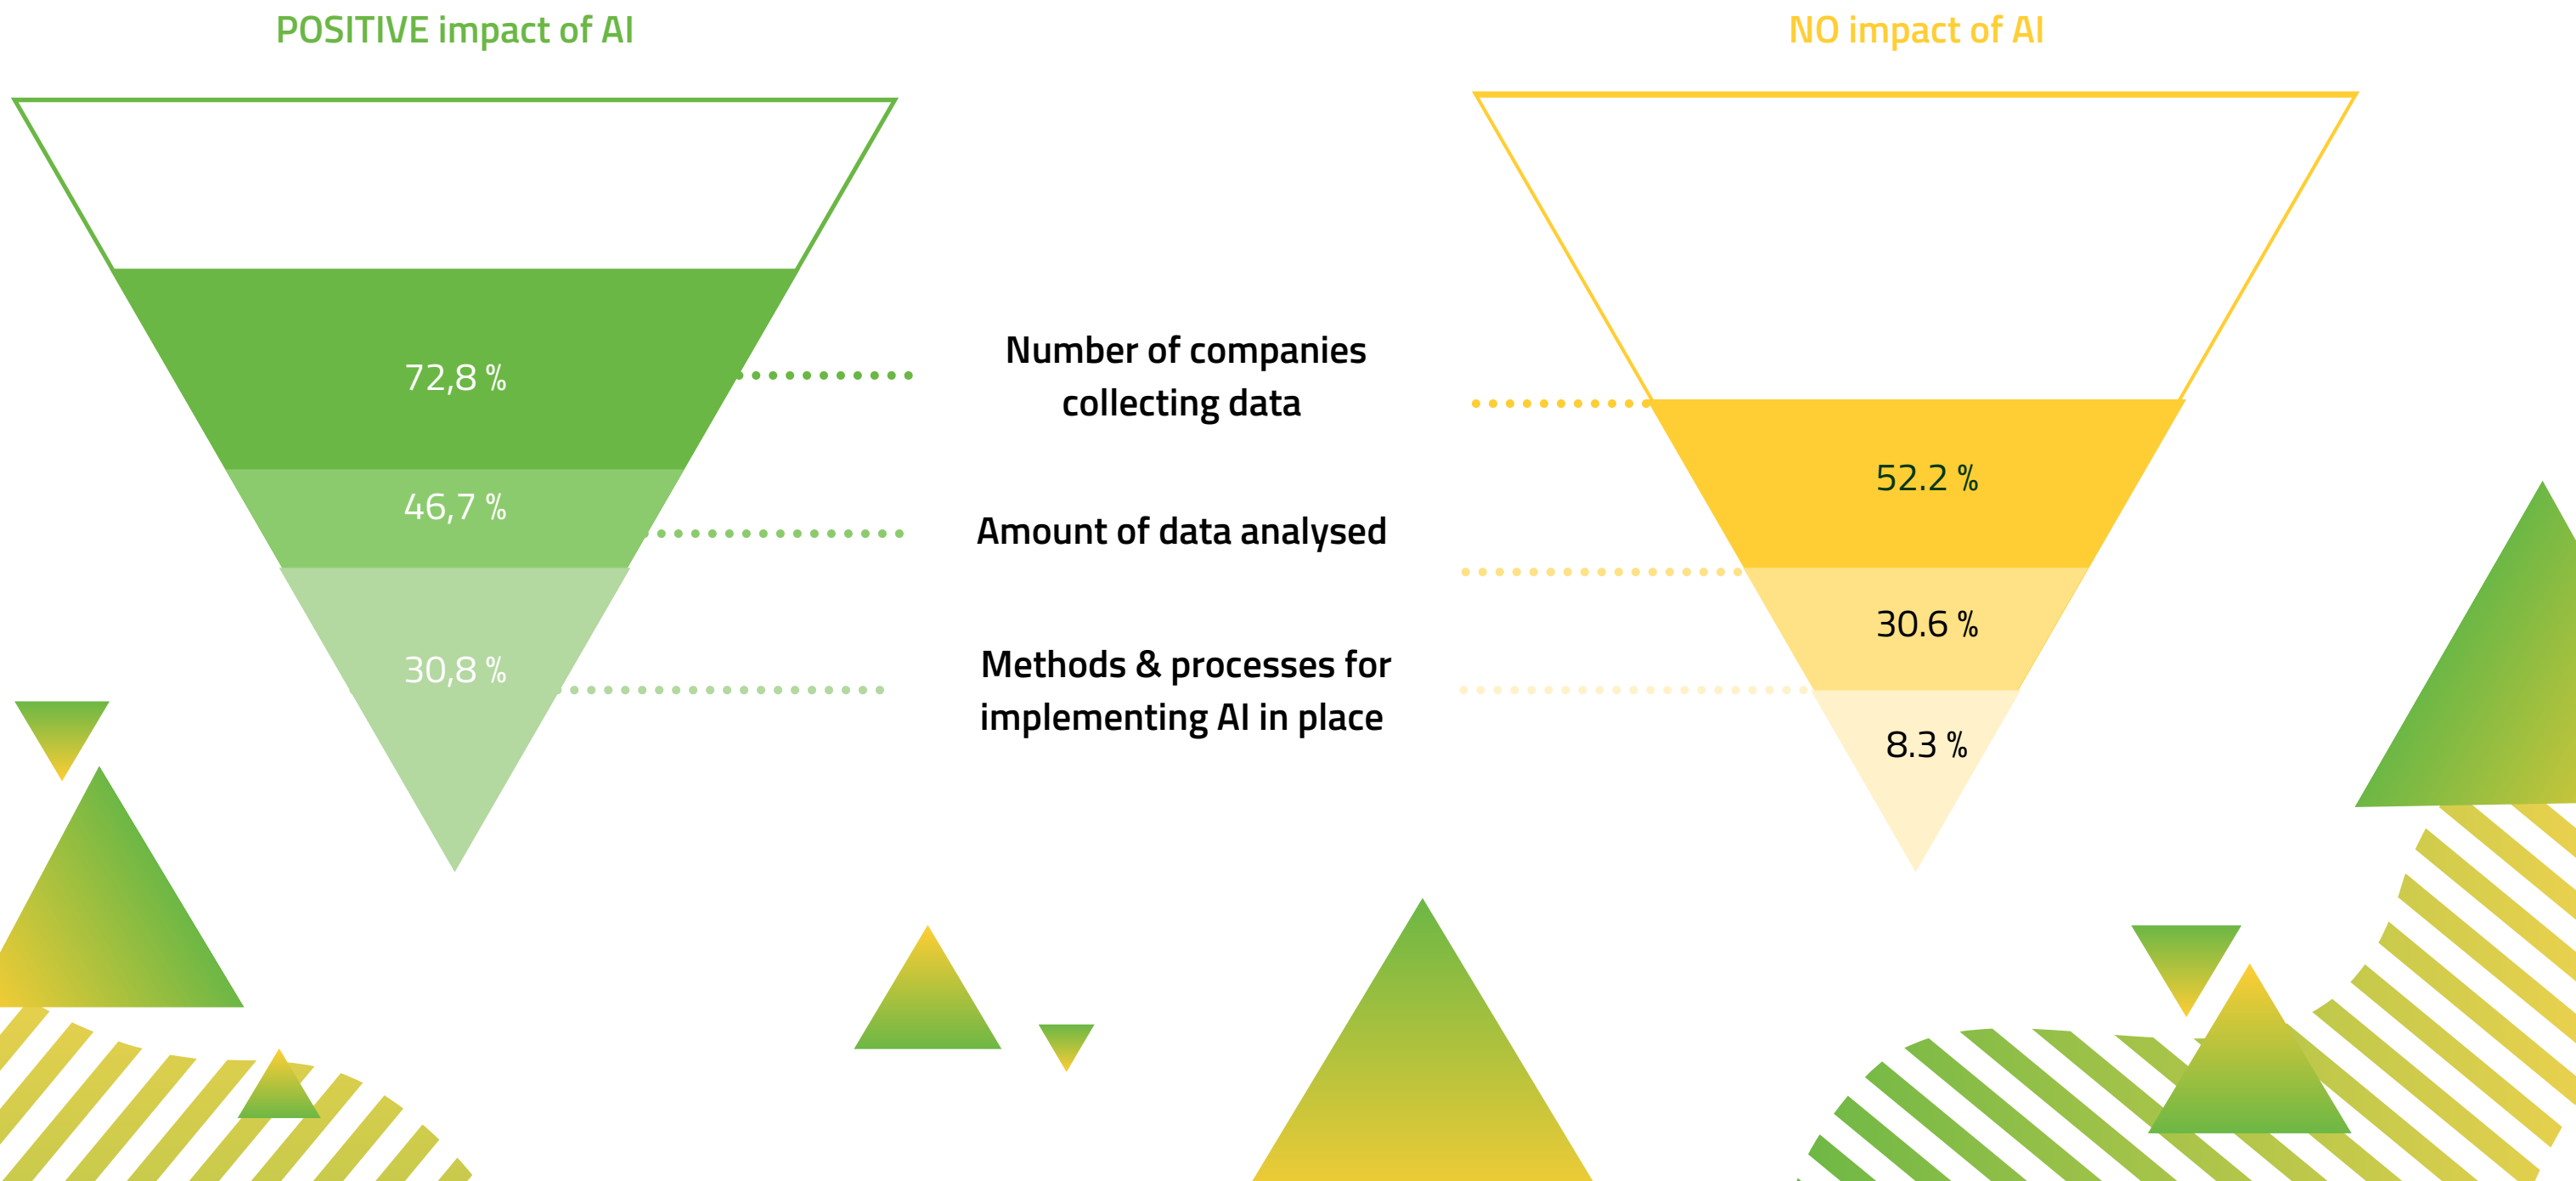 POSITIVE impact of AI
NO impact of AI
72,8 %
46,7 %
30,8 %
Number of companies
collecting data
Amount of data analysed
Methods & processes for
implementing AI in place
52.2 %
30.6 %
8.3 %